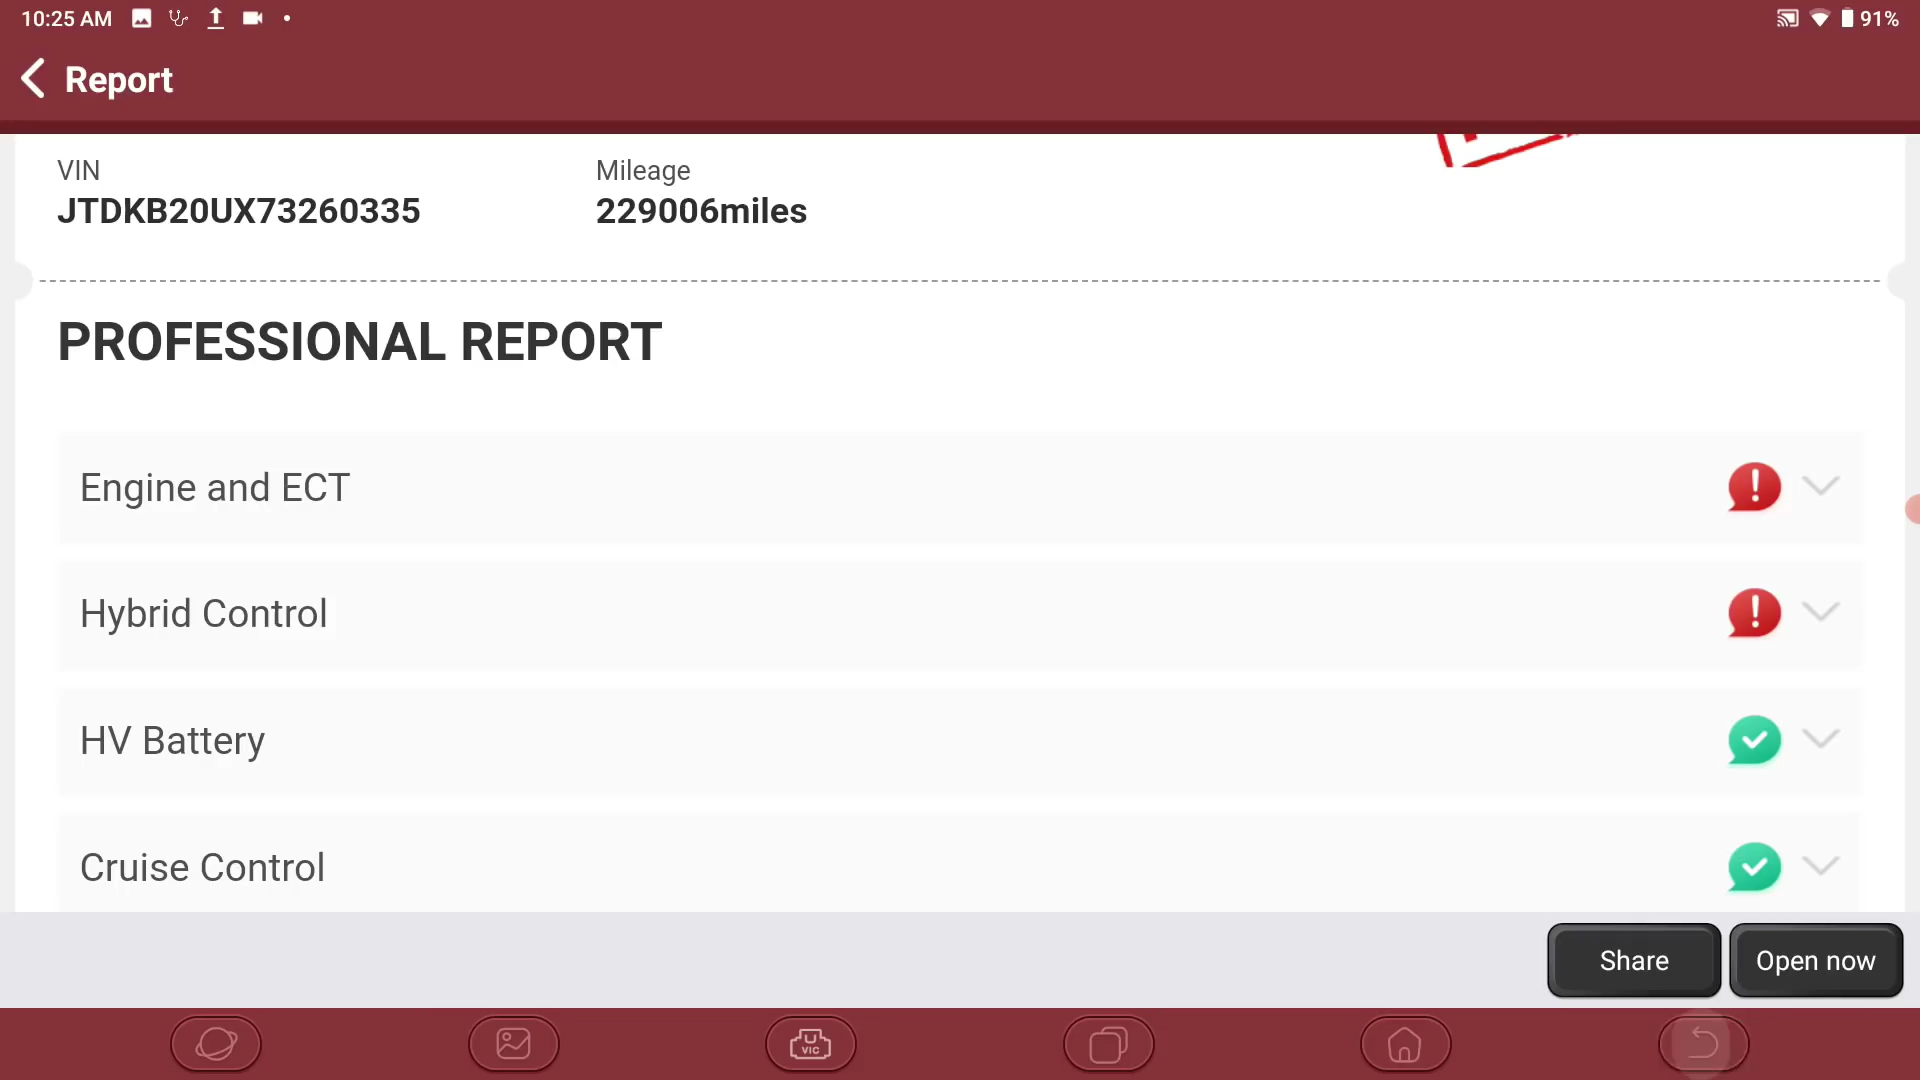 10:25 AM
91%
Report
VIN
Mileage
JTDKB20UX73260335
229006miles
PROFESSIONAL REPORT
Engine and ECT
Hybrid Control
HV Battery
Cruise Control
Share
Open now
VIC